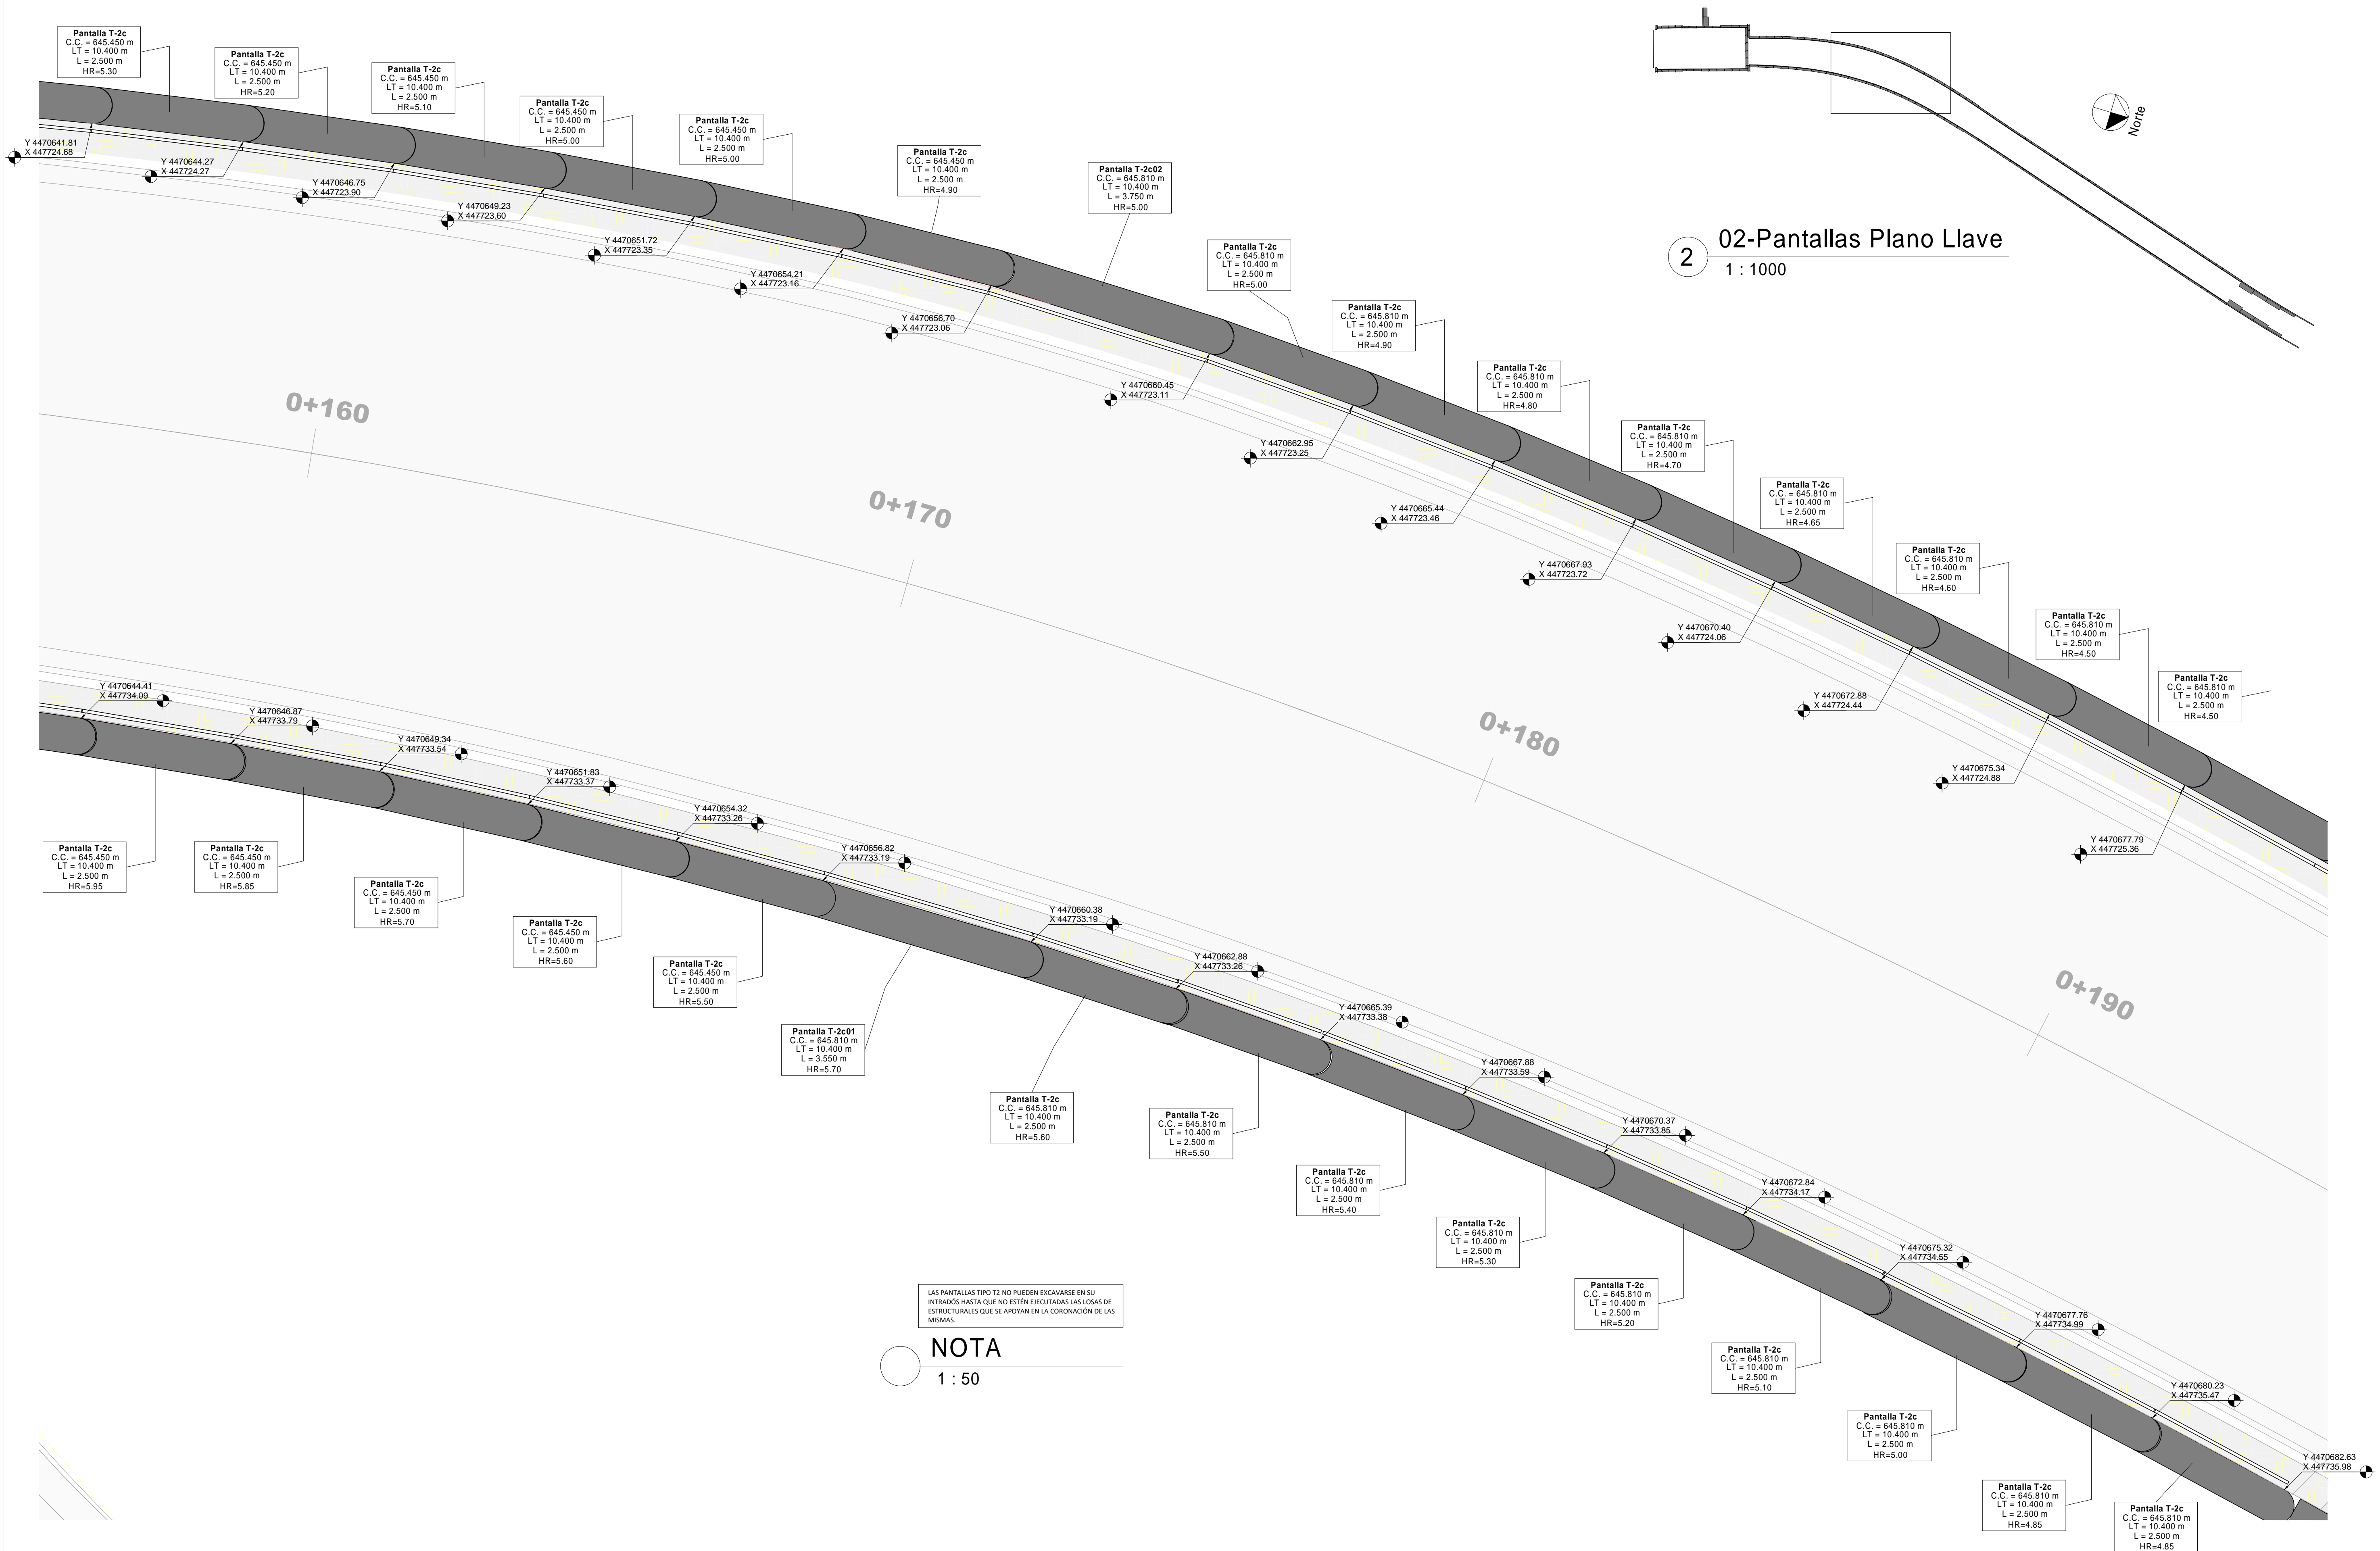 Pantalla T-2c
C.C. = 645.450 m
LT = 10.400 m
L = 2.500 m
HR=5.30
Pantalla T-2c
C.C. = 645.450 m
LT = 10.400 m
L = 2.500 m
HR=5.20
Pantalla T-2c
C.C. = 645.450 m
LT = 10.400 m
L = 2.500 m
HR=5.10
Pantalla T-2c
C.C. = 645.450 m
LT = 10.400 m
L = 2.500 m
HR=5.00
Pantalla T-2c
C.C. = 645.450 m
LT = 10.400 m
L = 2.500 m
HR=5.00
Pantalla T-2c
C.C. = 645.450 m
LT = 10.400 m
L = 2.500 m
HR=4.90
Pantalla T-2c02
C.C. = 645.810 m
LT = 10.400 m
L = 3.750 m
HR=5.00
Pantalla T-2c
C.C. = 645.810 m
LT = 10.400 m
L = 2.500 m
HR=5.00
Pantalla T-2c
C.C. = 645.810 m
LT = 10.400 m
L = 2.500 m
HR=4.90
Pantalla T-2c
C.C. = 645.810 m
LT = 10.400 m
L = 2.500 m
HR=4.80
Pantalla T-2c
C.C. = 645.810 m
LT = 10.400 m
L = 2.500 m
HR=4.70
Pantalla T-2c
C.C. = 645.810 m
LT = 10.400 m
L = 2.500 m
HR=4.65
Pantalla T-2c
C.C. = 645.810 m
LT = 10.400 m
L = 2.500 m
HR=4.60
Pantalla T-2c
C.C. = 645.810 m
LT = 10.400 m
L = 2.500 m
HR=4.50
Pantalla T-2c
C.C. = 645.810 m
LT = 10.400 m
L = 2.500 m
HR=4.50
Norte
2
02-Pantallas Plano Llave
1 : 1000
Y 4470641.81
X 447724.68
Y 4470644.27
X 447724.27
Y 4470646.75
X 447723.90
Y 4470649.23
X 447723.60
Y 4470651.72
X 447723.35
Y 4470654.21
X 447723.16
Y 4470656.70
X 447723.06
Y 4470660.45
X 447723.11
Y 4470662.95
X 447723.25
Y 4470665.44
X 447723.46
Y 4470667.93
X 447723.72
Y 4470670.40
X 447724.06
Y 4470672.88
X 447724.44
Y 4470675.34
X 447724.88
Y 4470677.79
X 447725.36
0+160
0+170
0+180
0+190
Y 4470644.41
X 447734.09
Y 4470646.87
X 447733.79
Y 4470649.34
X 447733.54
Y 4470651.83
X 447733.37
Y 4470654.32
X 447733.26
Y 4470656.82
X 447733.19
Y 4470660.38
X 447733.19
Y 4470662.88
X 447733.26
Y 4470665.39
X 447733.38
Y 4470667.88
X 447733.59
Y 4470670.37
X 447733.85
Y 4470672.84
X 447734.17
Y 4470675.32
X 447734.55
Y 4470677.76
X 447734.99
Y 4470680.23
X 447735.47
Y 4470682.63
X 447735.98
Pantalla T-2c
C.C. = 645.450 m
LT = 10.400 m
L = 2.500 m
HR=5.95
Pantalla T-2c
C.C. = 645.450 m
LT = 10.400 m
L = 2.500 m
HR=5.85
Pantalla T-2c
C.C. = 645.450 m
LT = 10.400 m
L = 2.500 m
HR=5.70
Pantalla T-2c
C.C. = 645.450 m
LT = 10.400 m
L = 2.500 m
HR=5.60
Pantalla T-2c
C.C. = 645.450 m
LT = 10.400 m
L = 2.500 m
HR=5.50
Pantalla T-2c01
C.C. = 645.810 m
LT = 10.400 m
L = 3.550 m
HR=5.70
Pantalla T-2c
C.C. = 645.810 m
LT = 10.400 m
L = 2.500 m
HR=5.60
Pantalla T-2c
C.C. = 645.810 m
LT = 10.400 m
L = 2.500 m
HR=5.50
Pantalla T-2c
C.C. = 645.810 m
LT = 10.400 m
L = 2.500 m
HR=5.40
Pantalla T-2c
C.C. = 645.810 m
LT = 10.400 m
L = 2.500 m
HR=5.30
Pantalla T-2c
C.C. = 645.810 m
LT = 10.400 m
L = 2.500 m
HR=5.20
Pantalla T-2c
C.C. = 645.810 m
LT = 10.400 m
L = 2.500 m
HR=5.10
Pantalla T-2c
C.C. = 645.810 m
LT = 10.400 m
L = 2.500 m
HR=5.00
Pantalla T-2c
C.C. = 645.810 m
LT = 10.400 m
L = 2.500 m
HR=4.85
Pantalla T-2c
C.C. = 645.810 m
LT = 10.400 m
L = 2.500 m
HR=4.85
LAS PANTALLAS TIPO T2 NO PUEDEN EXCAVARSE EN SU
INTRADÓS HASTA QUE NO ESTÉN EJECUTADAS LAS LOSAS DE
ESTRUCTURALES QUE SE APOYAN EN LA CORONACIÓN DE LAS
MISMAS.
NOTA
1 : 50